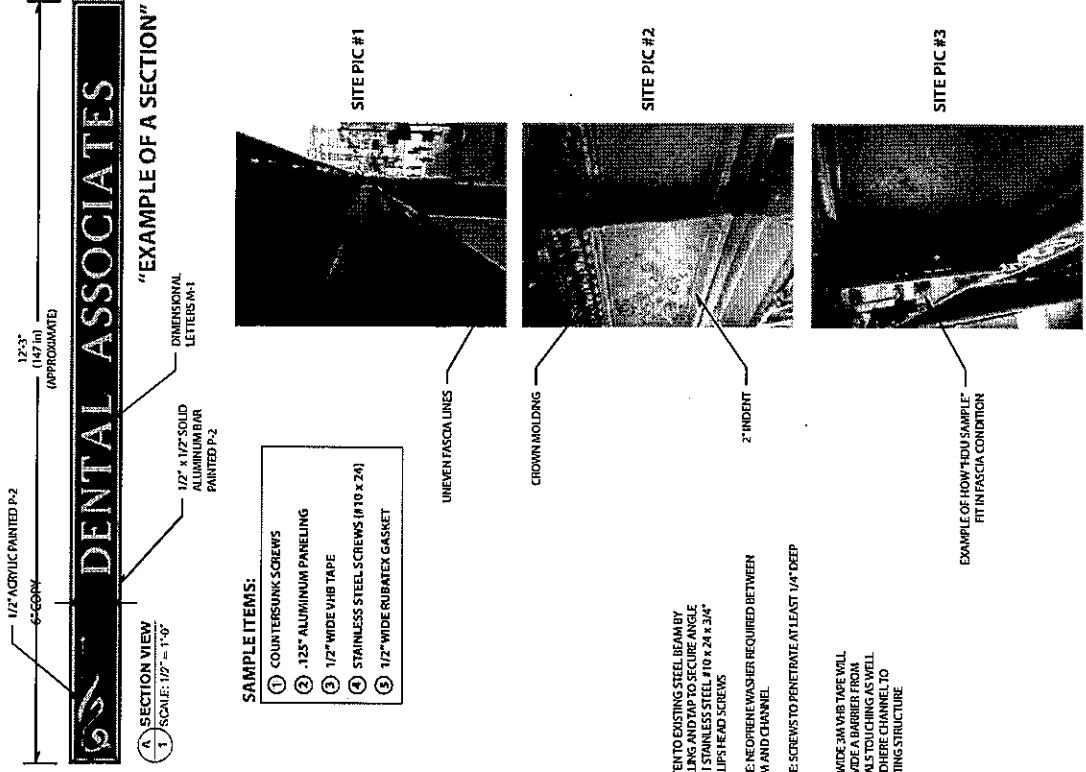 12'-3"
(147 in)
(APPROXIMATE)
1/2" ACRYLIC PAINTED P-2
6" COPY
DENTAL ASSOCIATES
"EXAMPLE OF A SECTION"
DIMENSIONAL
LETTERS M-1
1/2" x 1/2" SOLID
ALUMINUM BAR
PAINTED P-2
A
1
SECTION VIEW
SCALE: 1/2" = 1'-0"
SAMPLE ITEMS:
1 COUNTERSUNK SCREWS
2 .125" ALUMINUM PANELING
3 1/2" WIDE VHB TAPE
4 STAINLESS STEEL SCREWS (#10 x 24)
5 1/2" WIDE RUBATEX GASKET
SITE PIC #1
UNEVEN FASCIA LINES
SITE PIC #2
CROWN MOLDING
2" INDENT
SITE PIC #3
EXAMPLE OF HOW "HDU SAMPLE"
FIT IN FASCIA CONDITION
TEN TO EXISTING STEEL BEAM BY
LING AND TAP TO SECURE ANGLE
STAINLESS STEEL #10 x 24 x 3/4"
LIPS HEAD SCREWS
E: NEOPRENE WASHER REQUIRED BETWEEN
M AND CHANNEL
E: SCREWS TO PENETRATE AT LEAST 1/4" DEEP
WIDE 3M VHB TAPE WILL
VIDE A BARRIER FROM
ALS TOUCHING AS WELL
DHERE CHANNEL TO
TING STRUCTURE